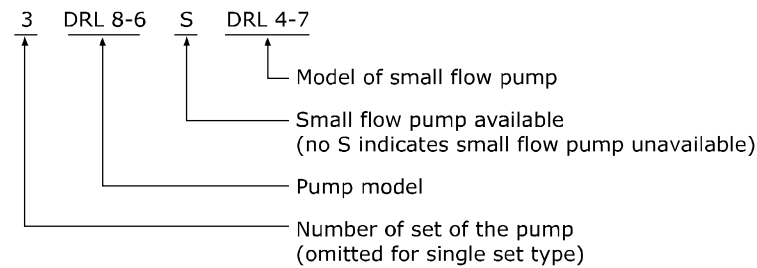 3 DRL 8-6 S DRL 4-7
Model of small flow pump
Small flow pump available
(no S indicates small flow pump unavailable)
Pump model
Number of set of the pump
(omitted for single set type)